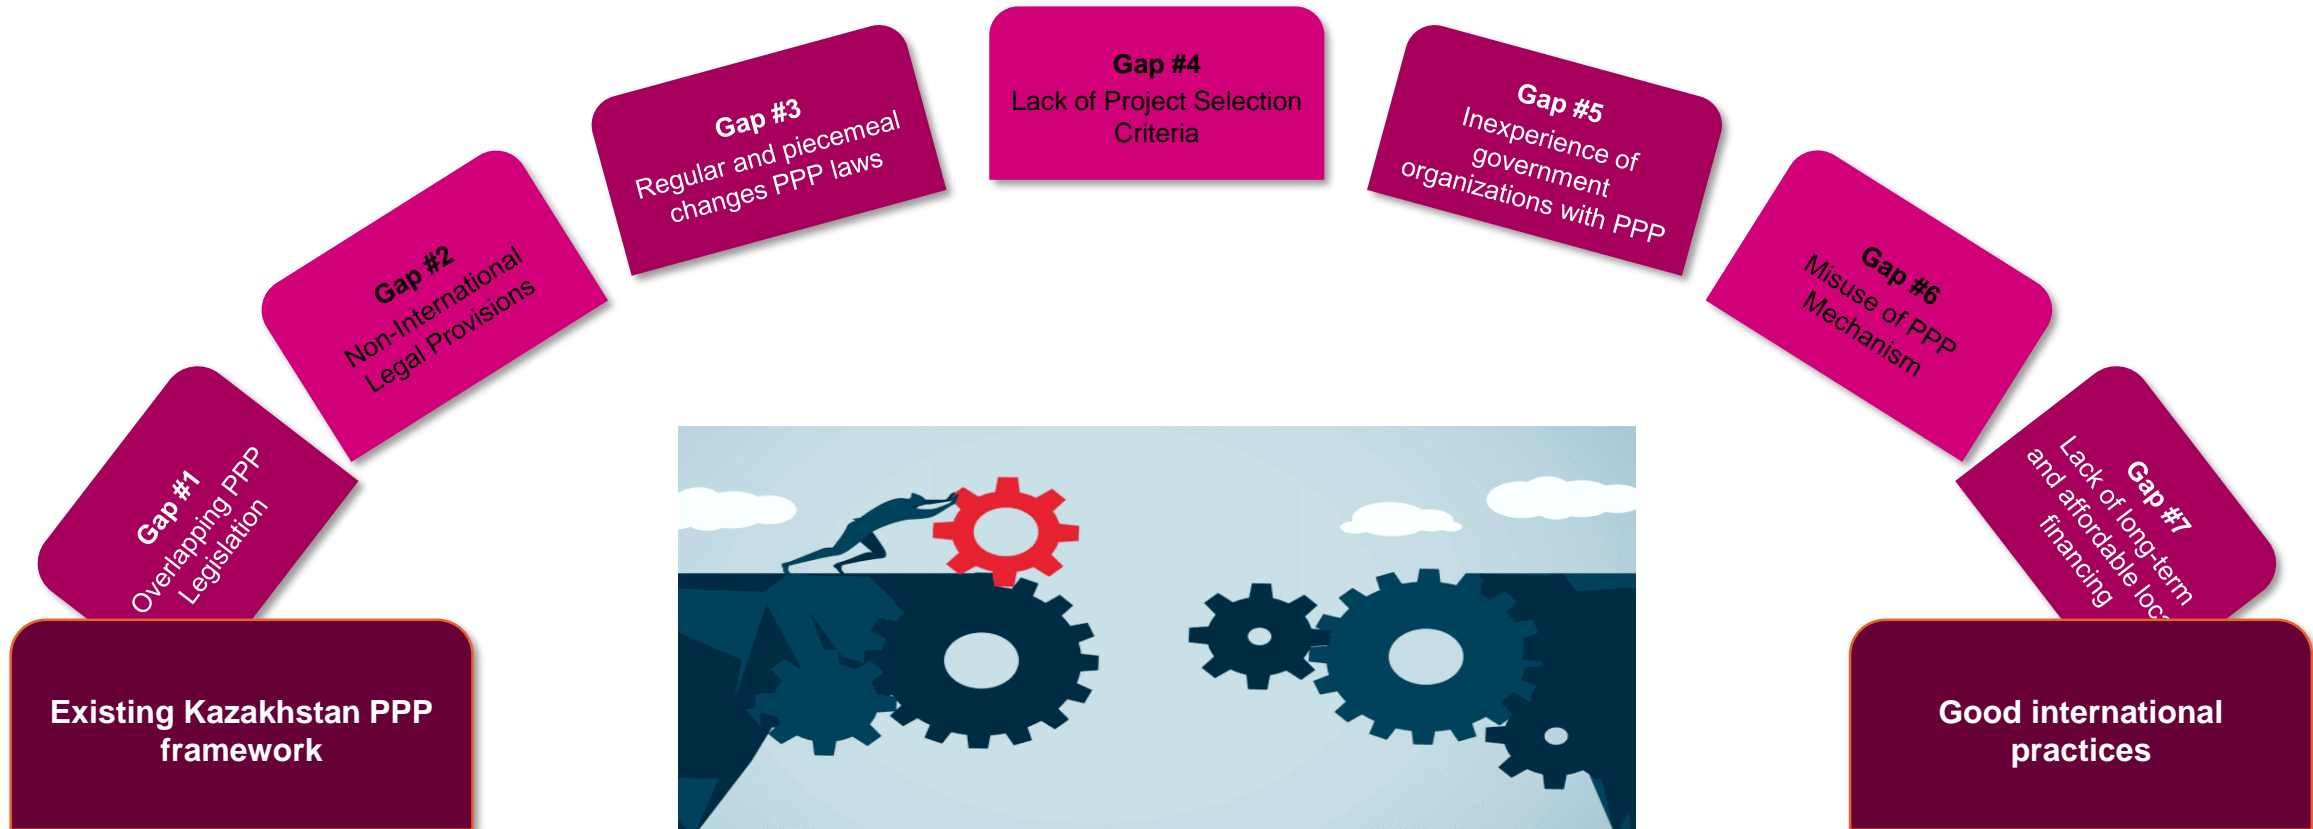 Gap #1
Overlapping PPP
Legislation
Gap #2
Non-International
Legal Provisions
Gap #3
Regular and piecemeal
changes PPP laws
Gap #4
Lack of Project Selection
Criteria
Gap #5
Inexperience of
government
organizations with PPP
Gap #6
Misuse of PPP
Mechanism
Gap #7
Lack of long-term
and affordable
financing
Existing Kazakhstan PPP
framework
Good international
practices